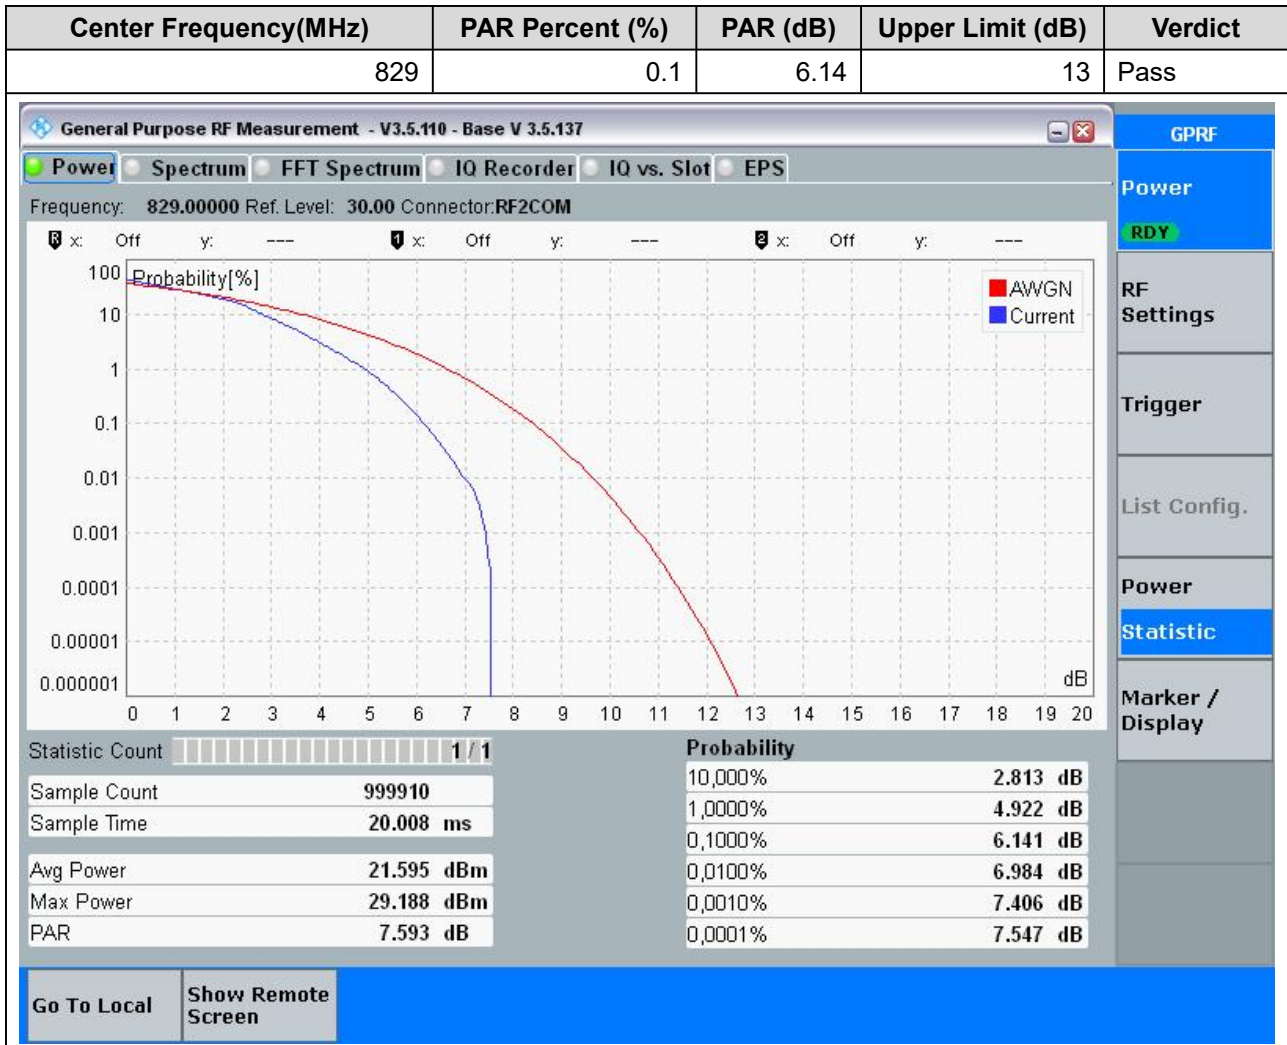 Center Frequency(MHz) PAR Percent (%) PAR (dB) Upper Limit (dB) Verdict
829 0.1 6.14 13 Pass
General Purpose RF Measurement - V3.5.110 - Base V 3.5.137
GPRF
Power Spectrum FFT Spectrum IQ Recorder IQ vs. Slot EPS
Power
RDY
Frequency: 829.00000 Ref. Level: 30.00 Connector:RF2COM
R x: Off y: --- 1 x: Off y: --- 2 x: Off y: ---
Probability[%]
AWGN
Current
100
10
1
0.1
0.01
0.001
0.0001
0.00001
0.000001
dB
0 1 2 3 4 5 6 7 8 9 10 11 12 13 14 15 16 17 18 19 20
RF
Settings
Trigger
List Config.
Power
Statistic
Marker /
Display
Statistic Count 1 / 1
Sample Count 999910
Sample Time 20.008 ms
Avg Power 21.595 dBm
Max Power 29.188 dBm
PAR 7.593 dB
Probability
10,000% 2.813 dB
1,0000% 4.922 dB
0,1000% 6.141 dB
0,0100% 6.984 dB
0,0010% 7.406 dB
0,0001% 7.547 dB
Go To Local
Show Remote
Screen